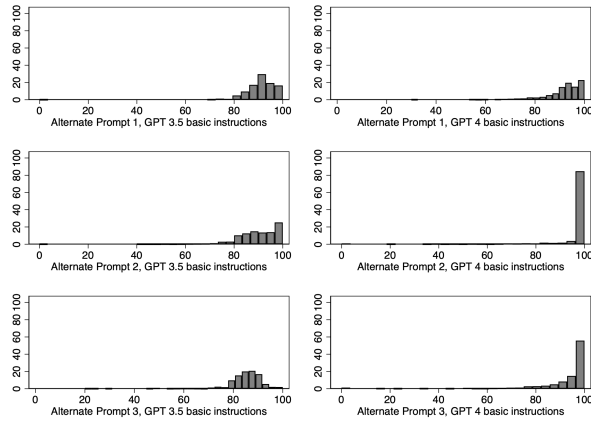 0 20 40 60 80 100
0 20 40 60 80 100
Alternate Prompt 1, GPT 3.5 basic instructions
0 20 40 60 80 100
0 20 40 60 80 100
Alternate Prompt 1, GPT 4 basic instructions
0 20 40 60 80 100
0 20 40 60 80 100
Alternate Prompt 2, GPT 3.5 basic instructions
0 20 40 60 80 100
0 20 40 60 80 100
Alternate Prompt 2, GPT 4 basic instructions
0 20 40 60 80 100
0 20 40 60 80 100
Alternate Prompt 3, GPT 3.5 basic instructions
0 20 40 60 80 100
0 20 40 60 80 100
Alternate Prompt 3, GPT 4 basic instructions